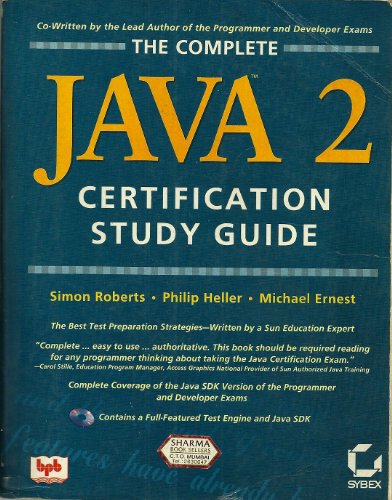 Co-Written by the Lead Author of the Programmer and Developer Exams
THE COMPLETE
JAVA™ 2
CERTIFICATION
STUDY GUIDE
Simon Roberts • Philip Heller • Michael Ernest
The Best Test Preparation Strategies—Written by a Sun Education Expert
"Complete ... easy to use ... authoritative. This book should be required reading
for any programmer thinking about taking the Java Certification Exam."
—Carol Stille, Education Program Manager, Access Graphics National Provider of Sun Authorized Java Training
Complete Coverage of the Java SDK Version of the Programmer
and Developer Exams
Contains a Full-Featured Test Engine and Java SDK
SHARMA
BOOK SELLERS
C.T.O. MUMBAI
bpb
SYBEX